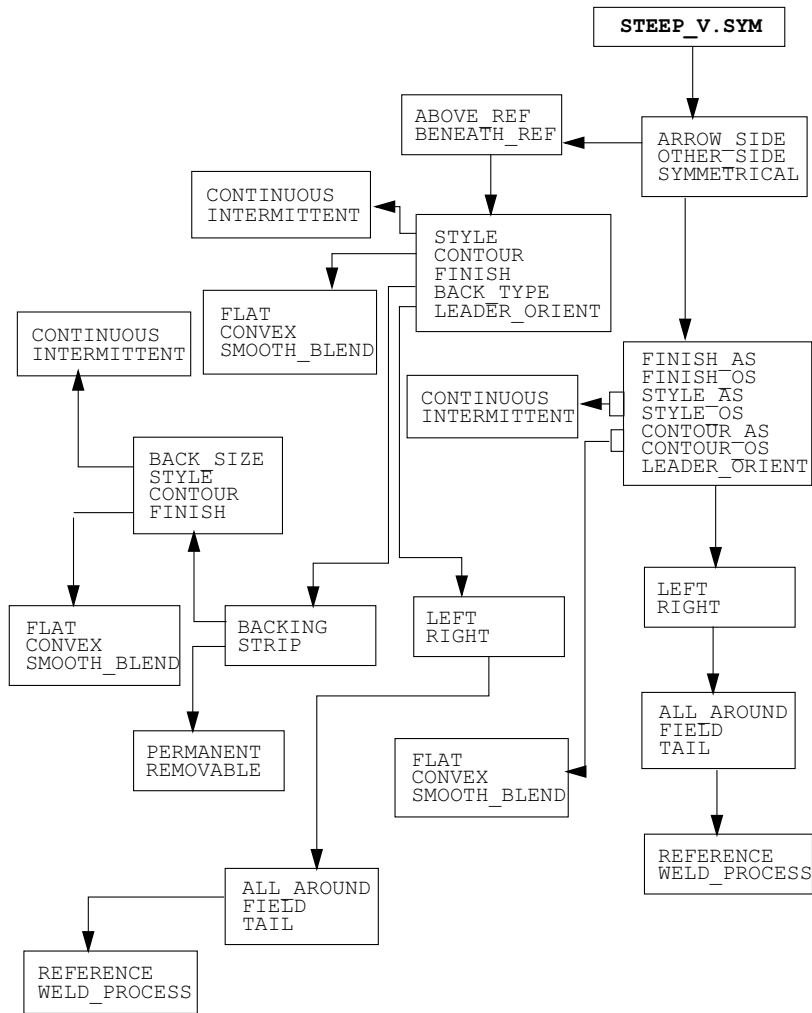 STEEP_V.SYM
ABOVE_REF
BENEATH_REF
ARROW_SIDE
OTHER_SIDE
SYMMETRICAL
CONTINUOUS
INTERMITTENT
STYLE
CONTOUR
FINISH
BACK_TYPE
LEADER_ORIENT
FLAT
CONVEX
SMOOTH_BLEND
CONTINUOUS
INTERMITTENT
FINISH_AS
FINISH_OS
STYLE_AS
STYLE_OS
CONTOUR_AS
CONTOUR_OS
LEADER_ORIENT
CONTINUOUS
INTERMITTENT
BACK_SIZE
STYLE
CONTOUR
FINISH
LEFT
RIGHT
FLAT
CONVEX
SMOOTH_BLEND
BACKING
STRIP
LEFT
RIGHT
ALL_AROUND
FIELD
TAIL
PERMANENT
REMOVABLE
FLAT
CONVEX
SMOOTH_BLEND
REFERENCE
WELD_PROCESS
ALL_AROUND
FIELD
TAIL
REFERENCE
WELD_PROCESS